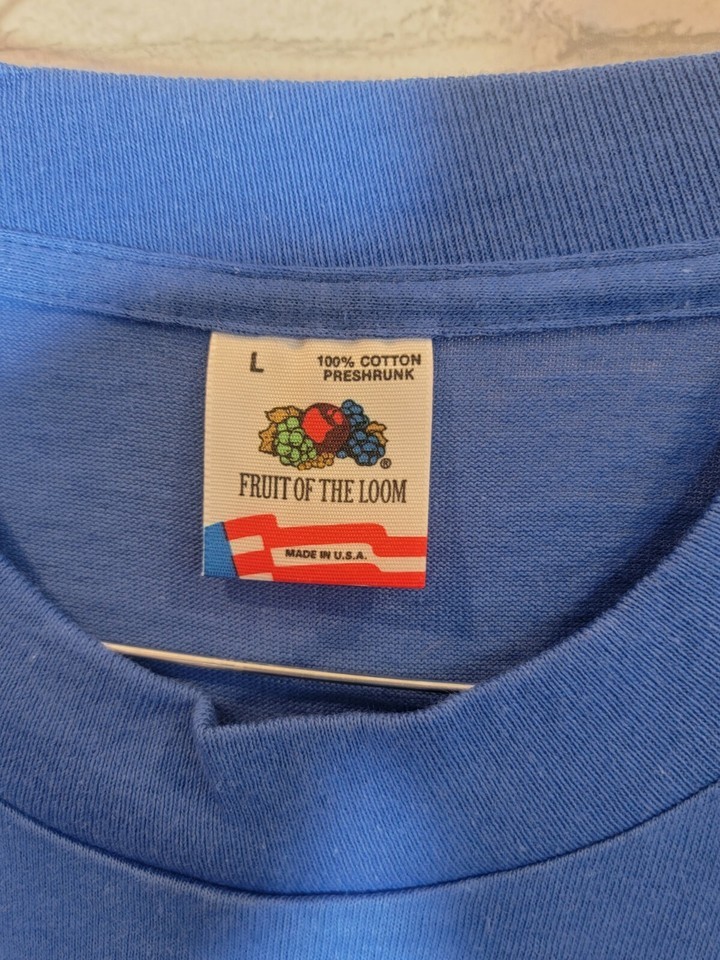 L
100% COTTON
PRESHRUNK
®
FRUIT OF THE LOOM
MADE IN U.S.A.